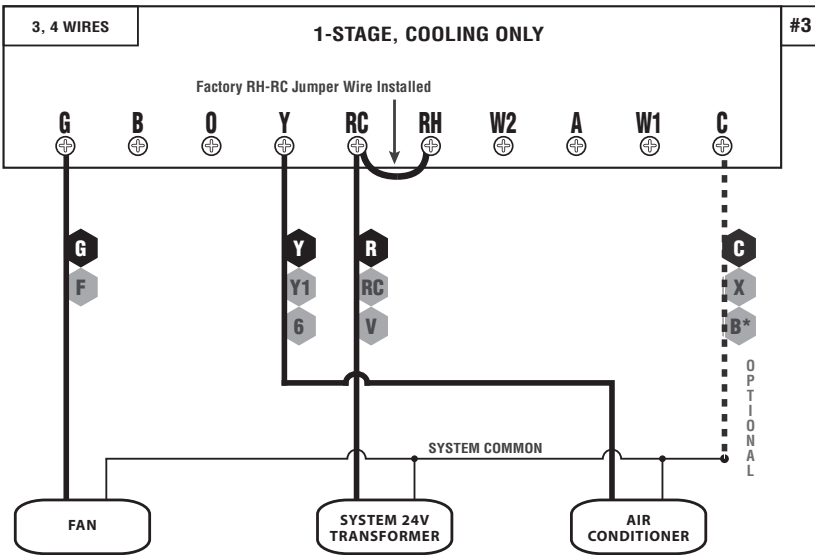 3, 4 WIRES
1-STAGE, COOLING ONLY
#3
Factory RH-RC Jumper Wire Installed
G B O Y RC RH W2 A W1 C
G Y R C
F Y1 RC X
6 V B*
OPTIONAL
SYSTEM COMMON
FAN
SYSTEM 24V
TRANSFORMER
AIR
CONDITIONER